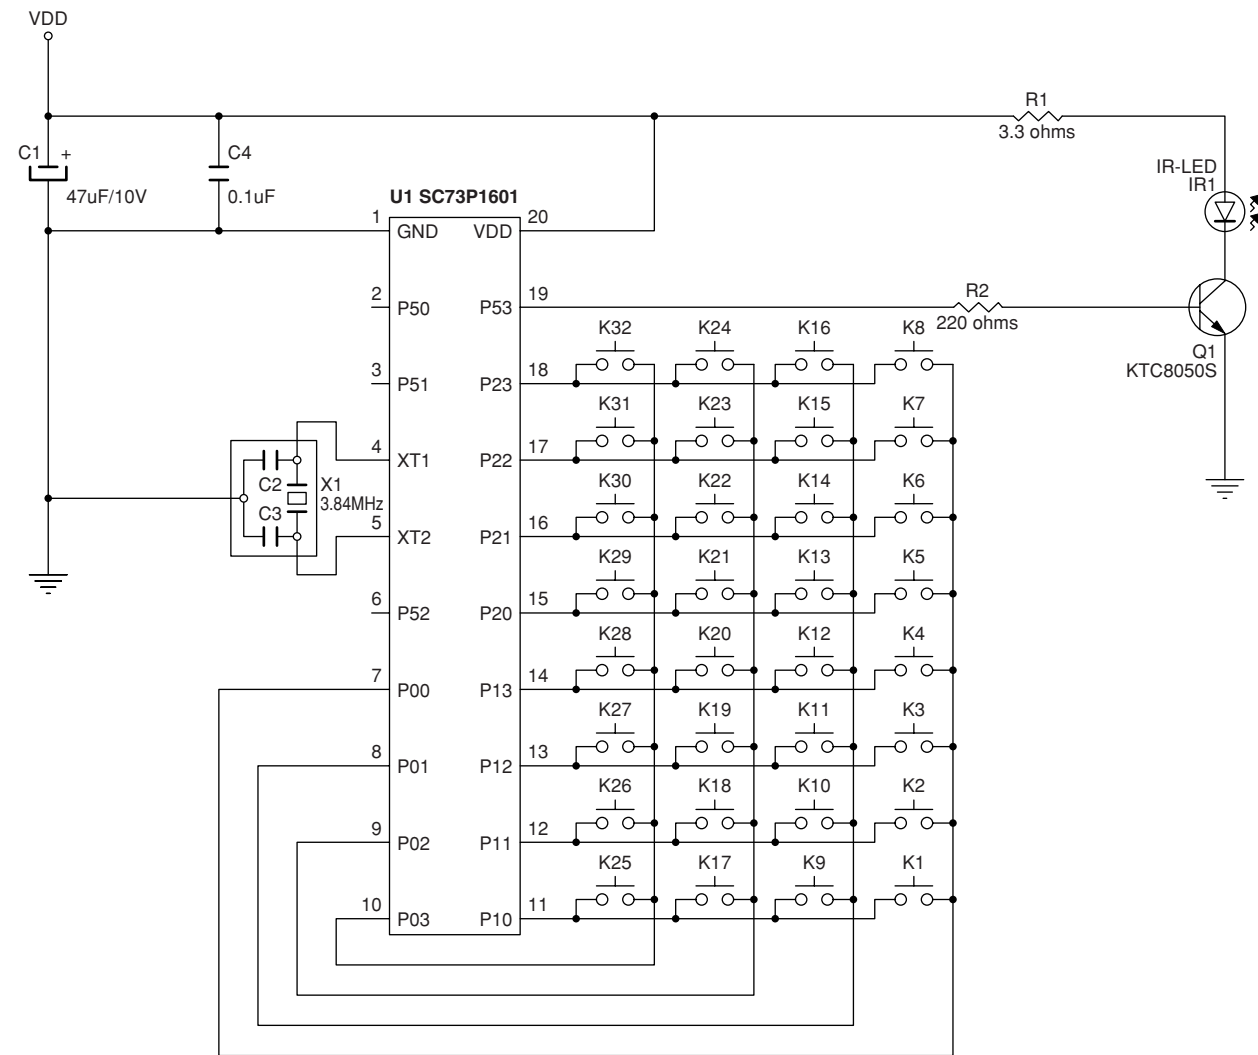 VDD
R1
3.3 ohms
C1
+
47uF/10V
C4
0.1uF
IR-LED
IR1
U1 SC73P1601
1
GND
VDD
20
2
P50
P53
19
R2
220 ohms
Q1
KTC8050S
K32
K24
K16
K8
3
P51
P23
18
K31
K23
K15
K7
4
XT1
P22
17
C2
X1
3.84MHz
C3
K30
K22
K14
K6
5
XT2
P21
16
K29
K21
K13
K5
6
P52
P20
15
K28
K20
K12
K4
7
P00
P13
14
K27
K19
K11
K3
8
P01
P12
13
K26
K18
K10
K2
9
P02
P11
12
K25
K17
K9
K1
10
P03
P10
11